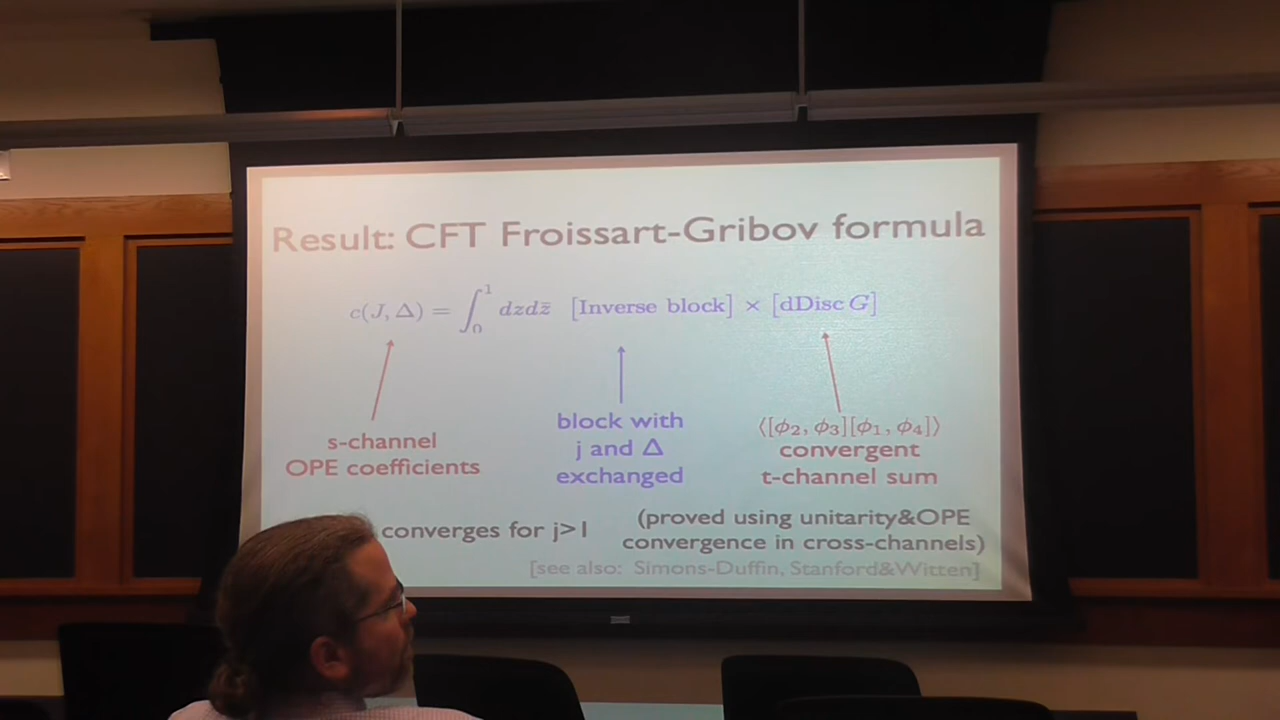 Result: CFT Froissart-Gribov formula
c(J, Δ) = ∫₀¹ dzdz̄ [Inverse block] × [dDisc G]
s-channel
OPE coefficients
block with
j and Δ
exchanged
⟨[ϕ₂, ϕ₃][ϕ₁, ϕ₄]⟩
convergent
t-channel sum
converges for j>1
(proved using unitarity&OPE
convergence in cross-channels)
[see also: Simons-Duffin, Stanford&Witten]